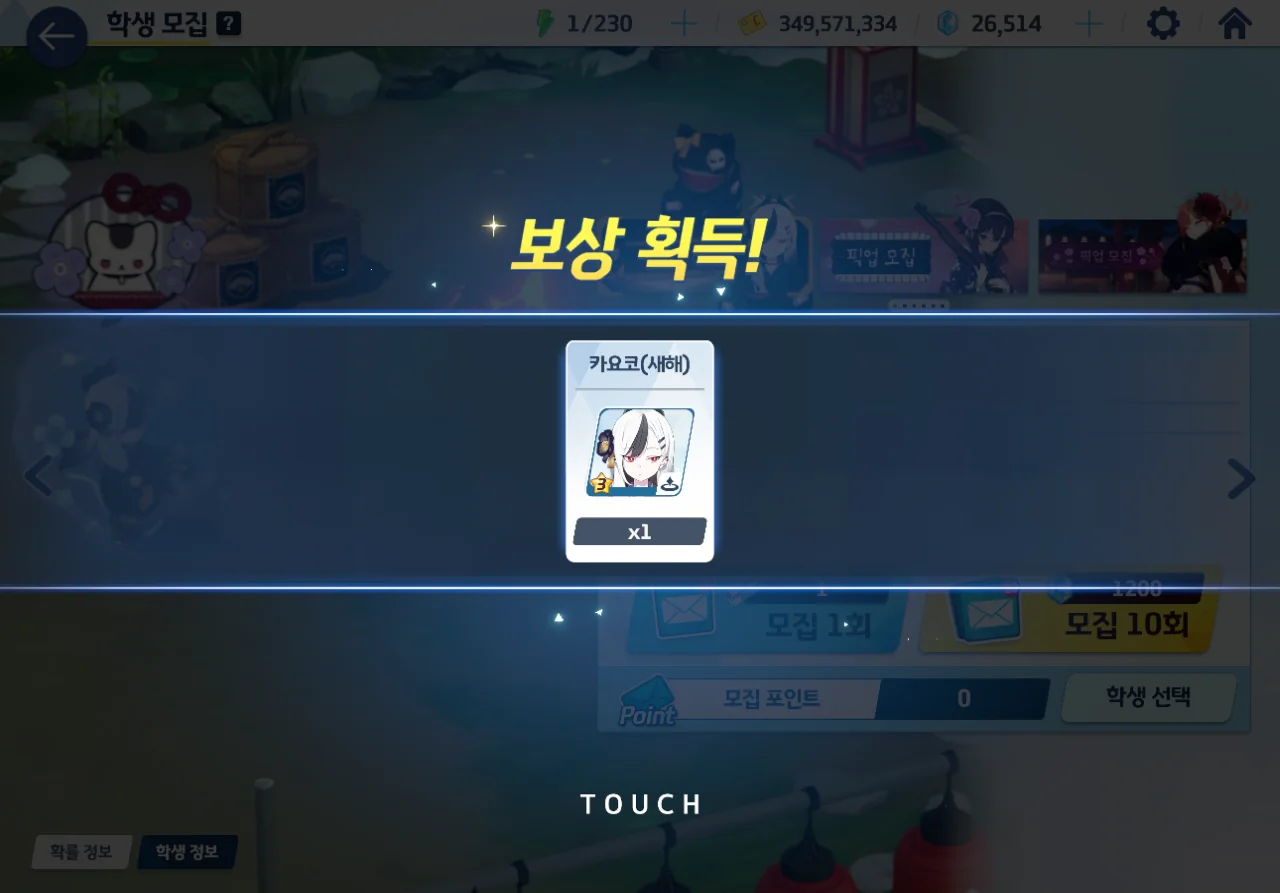 학생 모집 ?
1/230
349,571,334
26,514
보상 획득!
픽업 모집
픽업 모집
카요코(새해)
3
x1
1
1200
모집 1회
모집 10회
Point
모집 포인트
0
학생 선택
TOUCH
확률 정보
학생 정보